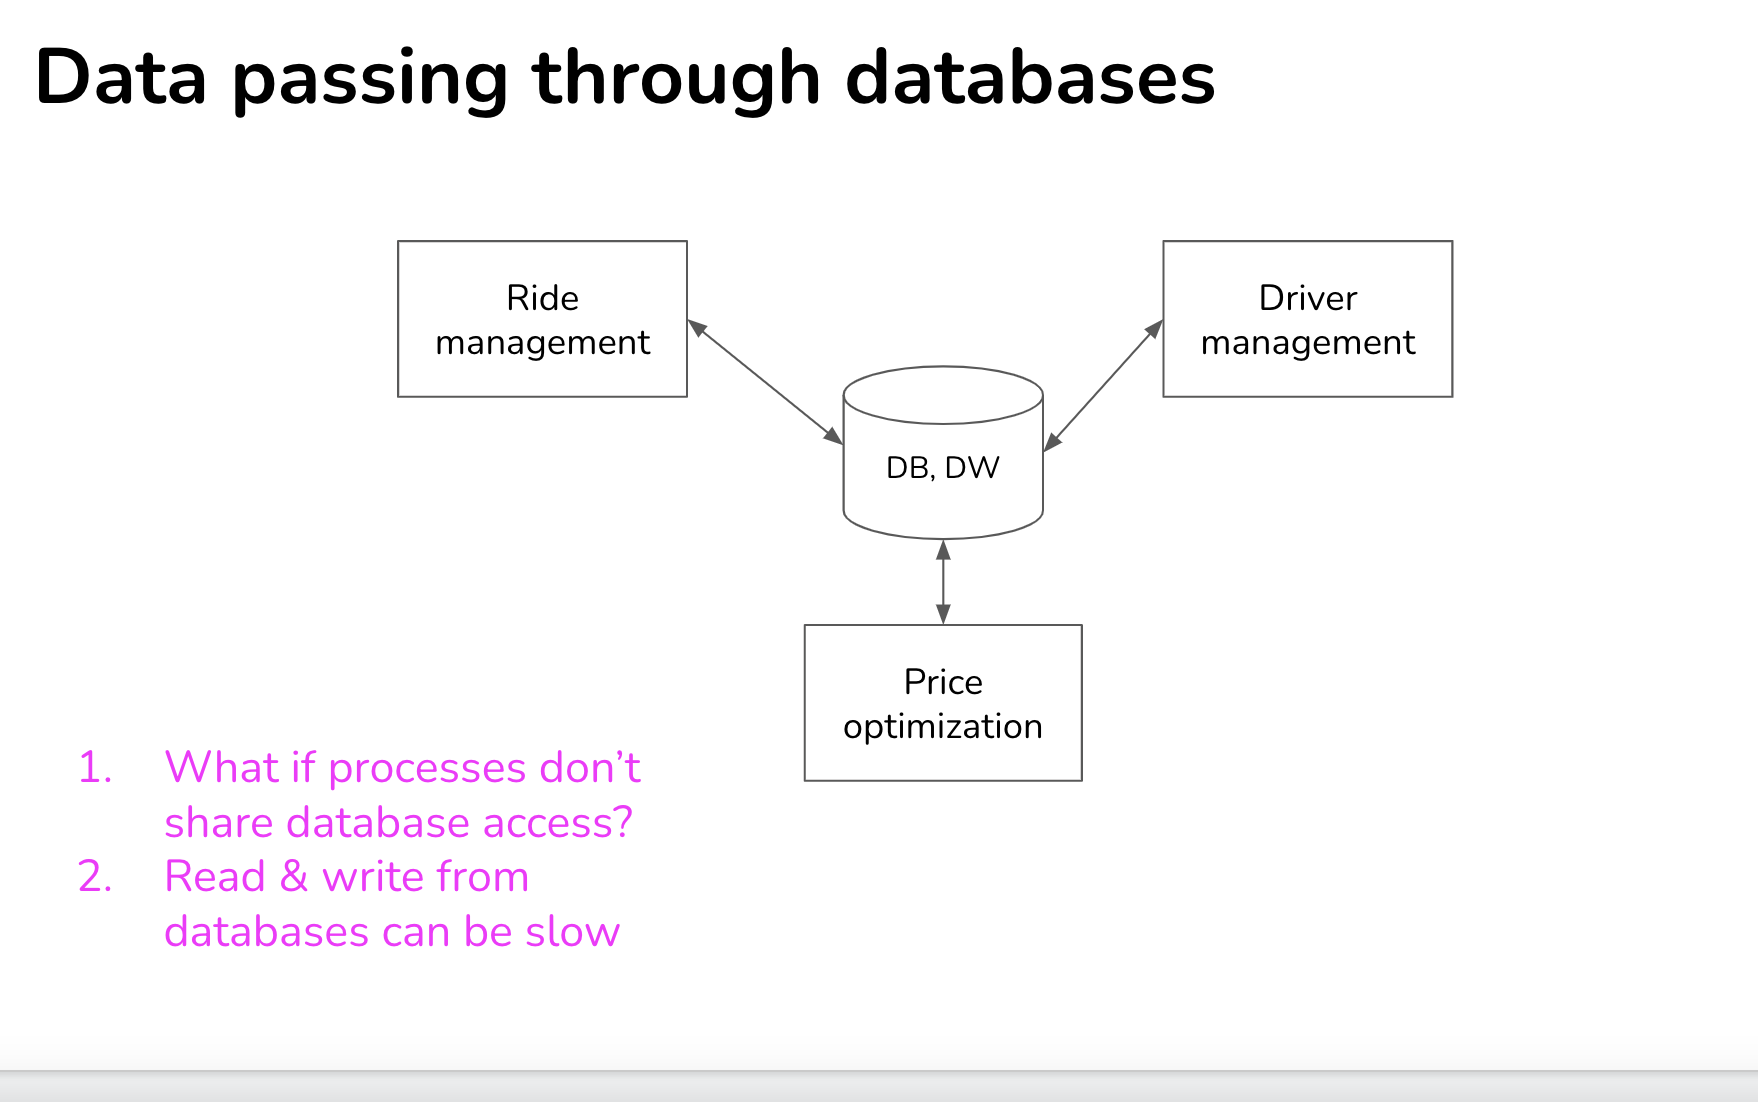 Data passing through databases
Ride
management
Driver
management
DB, DW
Price
optimization
1. What if processes don’t
share database access?
2. Read & write from
databases can be slow